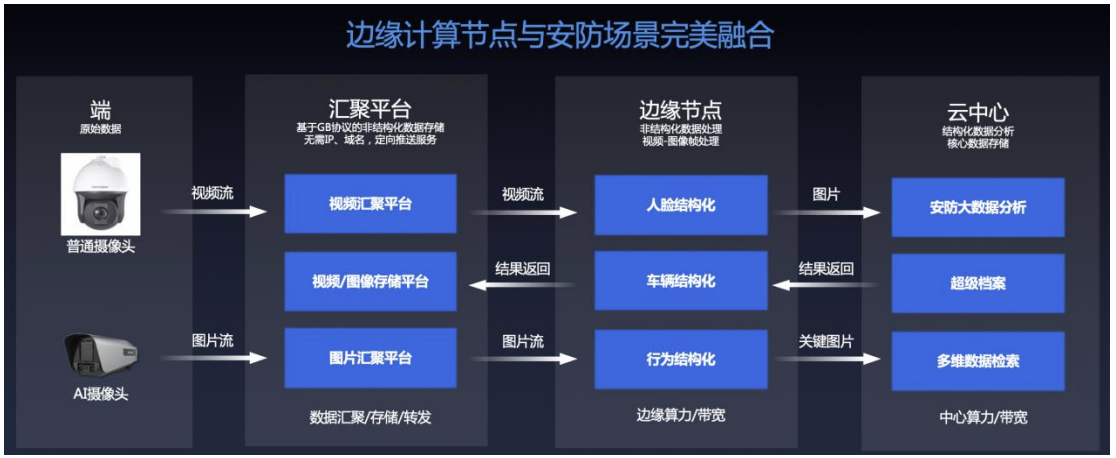 边缘计算节点与安防场景完美融合
端
原始数据
普通摄像头
AI摄像头
视频流
图片流
汇聚平台
基于GB协议的非结构化数据存储
无需IP、域名，定向推送服务
视频汇聚平台
视频/图像存储平台
图片汇聚平台
数据汇聚/存储/转发
视频流
结果返回
图片流
边缘节点
非结构化数据处理
视频-图像帧处理
人脸结构化
车辆结构化
行为结构化
边缘算力/带宽
图片
结果返回
关键图片
云中心
结构化数据分析
核心数据存储
安防大数据分析
超级档案
多维数据检索
中心算力/带宽